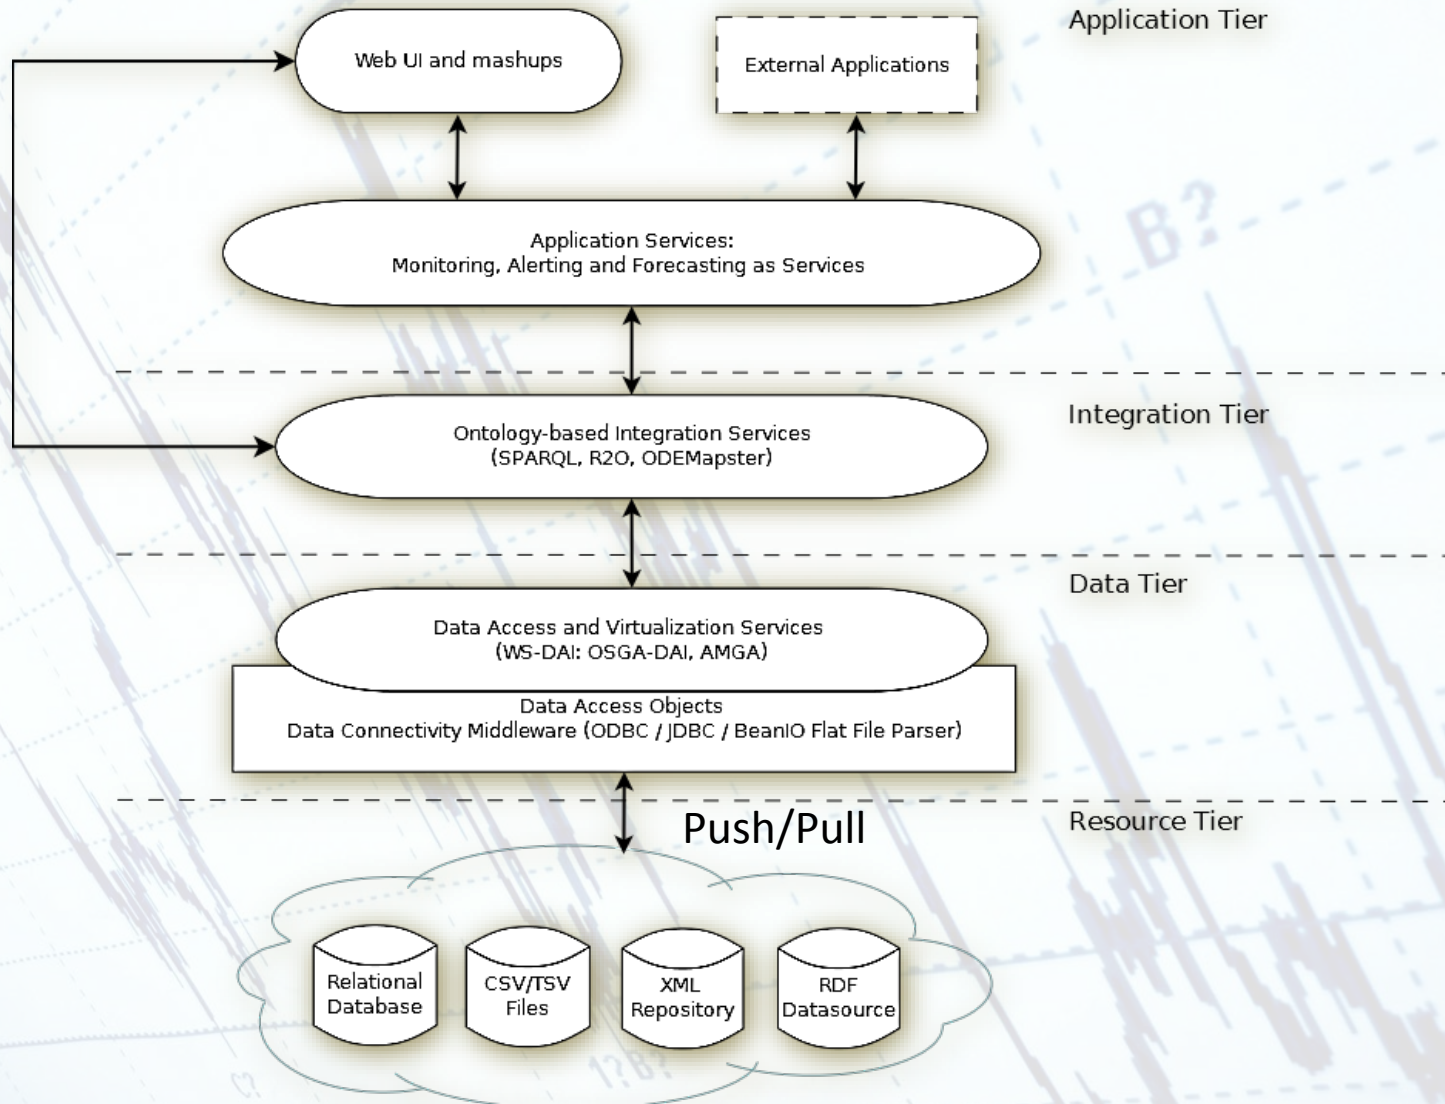 Application Tier
Web UI and mashups
External Applications
Application Services:
Monitoring, Alerting and Forecasting as Services
Integration Tier
Ontology-based Integration Services
(SPARQL, R2O, ODEMapster)
Data Tier
Data Access and Virtualization Services
(WS-DAI: OSGA-DAI, AMGA)
Data Access Objects
Data Connectivity Middleware (ODBC / JDBC / BeanIO Flat File Parser)
Push/Pull
Resource Tier
Relational
Database
CSV/TSV
Files
XML
Repository
RDF
Datasource
B?
1?B?